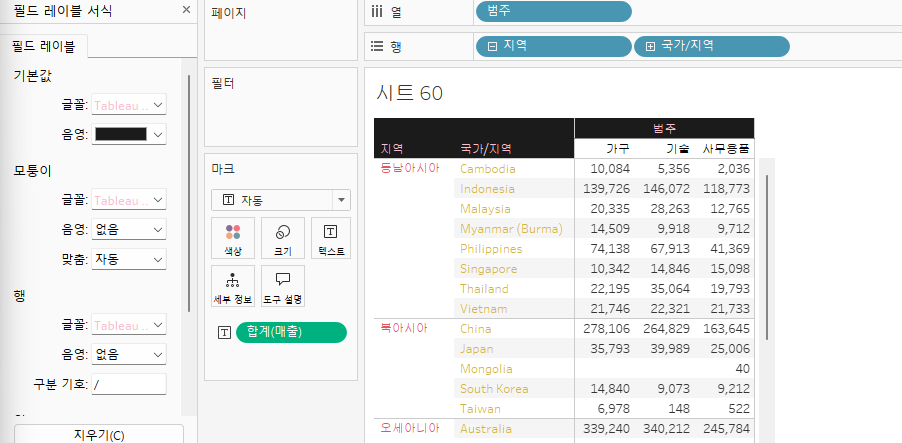 필드 레이블 서식
필드 레이블
기본값
글꼴: Tableau ...
음영:
모퉁이
글꼴: Tableau ...
음영: 없음
맞춤: 자동
행
글꼴: Tableau ...
음영: 없음
구분 기호: /
지우기(C)
페이지
필터
마크
자동
색상 크기 텍스트
세부 정보 도구 설명
합계(매출)
열 범주
행 지역 국가/지역
시트 60
범주
지역 국가/지역 가구 기술 사무용품
동남아시아 Cambodia 10,084 5,356 2,036
Indonesia 139,726 146,072 118,773
Malaysia 20,335 28,263 12,765
Myanmar (Burma) 14,509 9,918 9,712
Philippines 74,138 67,913 41,369
Singapore 10,342 14,846 15,098
Thailand 22,195 35,064 19,793
Vietnam 21,746 22,321 21,733
북아시아 China 278,106 264,829 163,645
Japan 35,793 39,989 25,006
Mongolia 40
South Korea 14,840 9,073 9,212
Taiwan 6,978 148 522
오세아니아 Australia 339,240 340,212 245,784